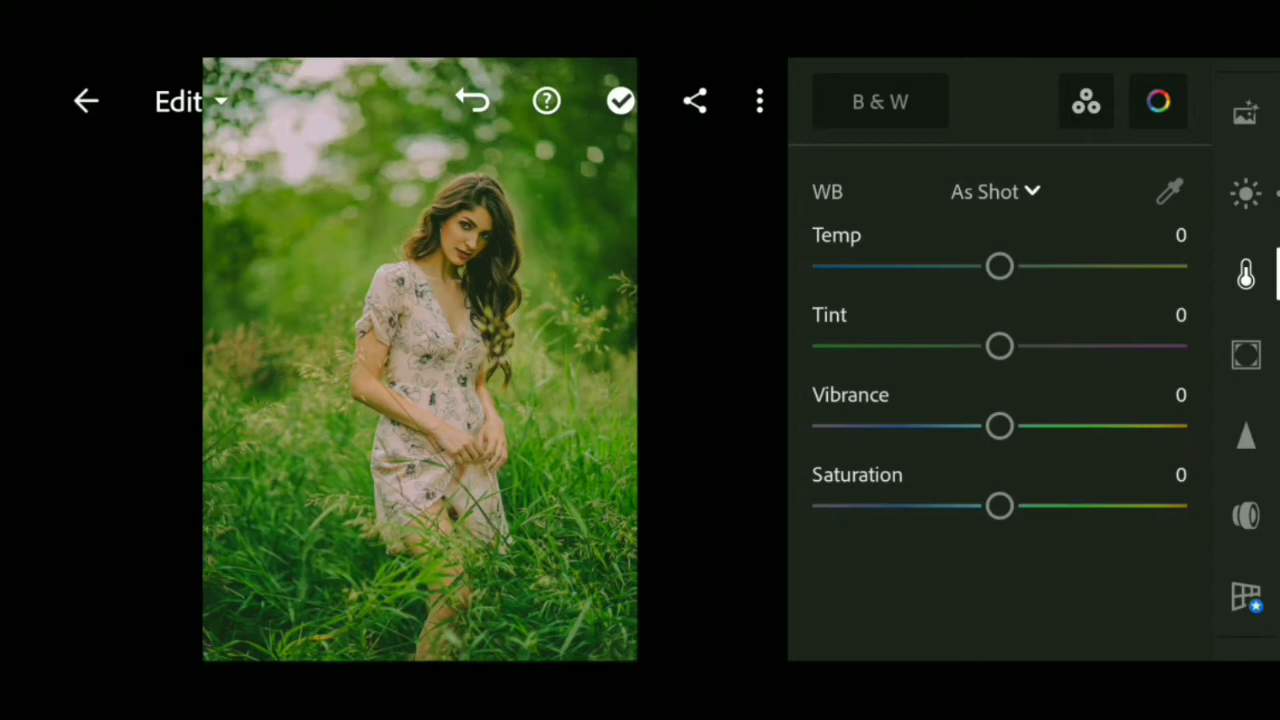 Edit
B & W
WB As Shot
Temp 0
Tint 0
Vibrance 0
Saturation 0